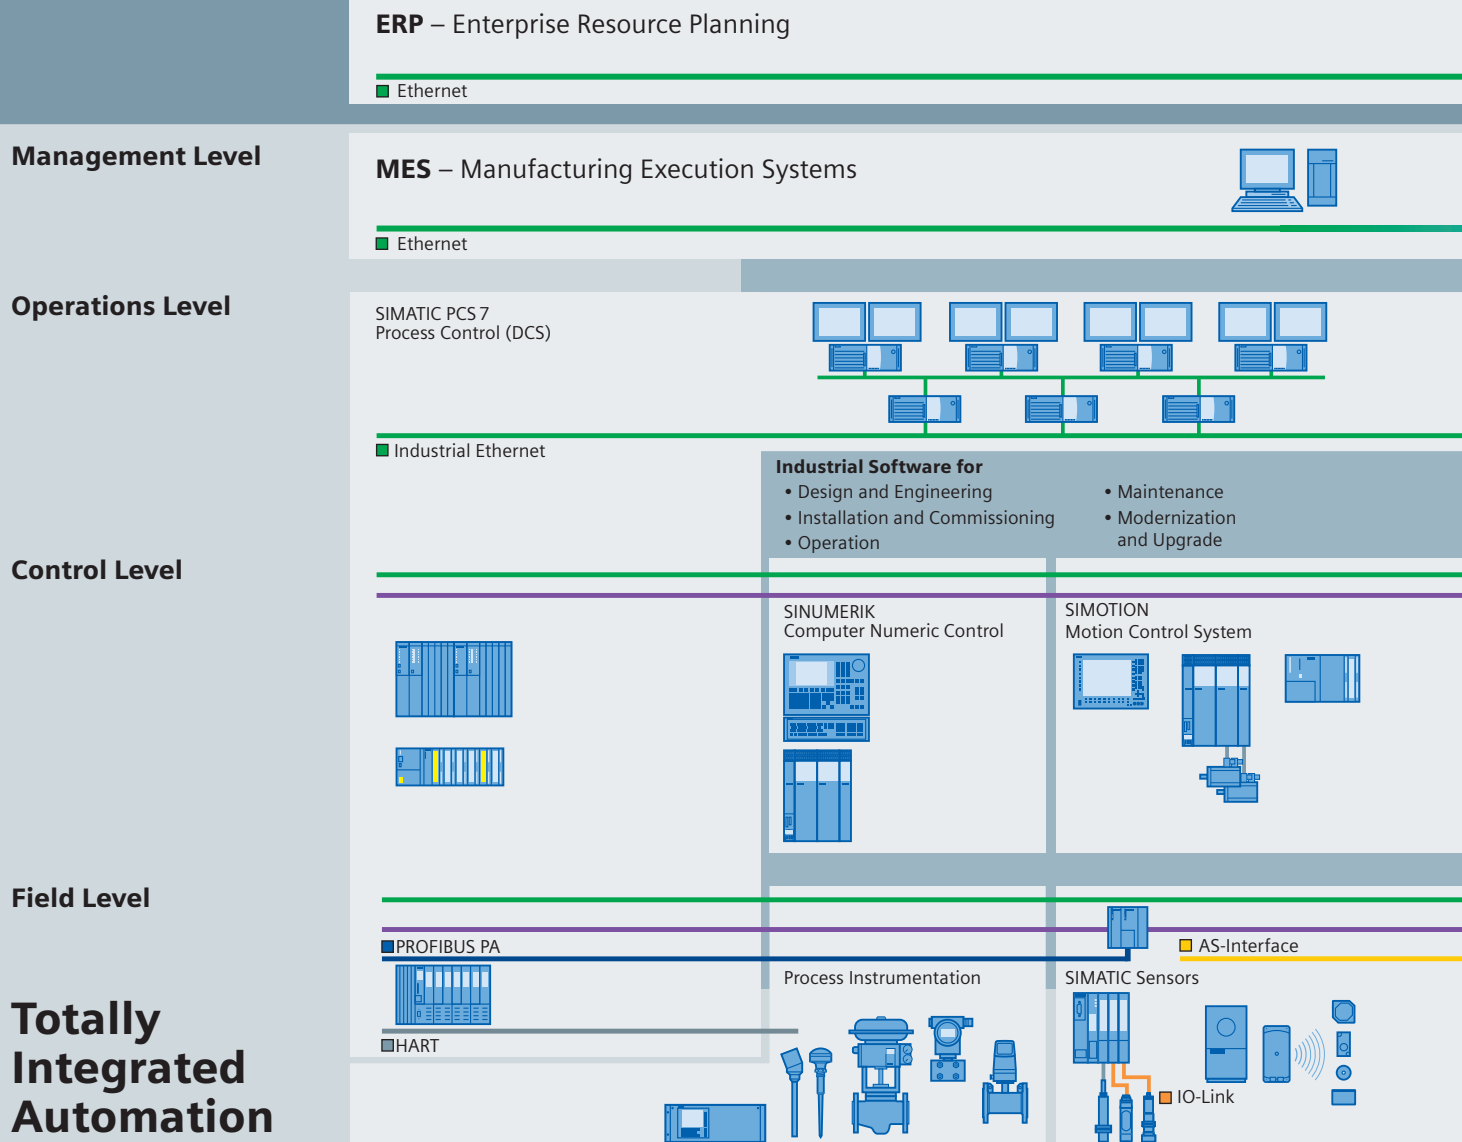 ERP – Enterprise Resource Planning
Ethernet
Management Level
MES – Manufacturing Execution Systems
Ethernet
Operations Level
SIMATIC PCS 7
Process Control (DCS)
Industrial Ethernet
Industrial Software for
• Design and Engineering
• Installation and Commissioning
• Operation
• Maintenance
• Modernization
and Upgrade
Control Level
SINUMERIK
Computer Numeric Control
SIMOTION
Motion Control System
Field Level
PROFIBUS PA
AS-Interface
Process Instrumentation
SIMATIC Sensors
HART
IO-Link
Totally
Integrated
Automation